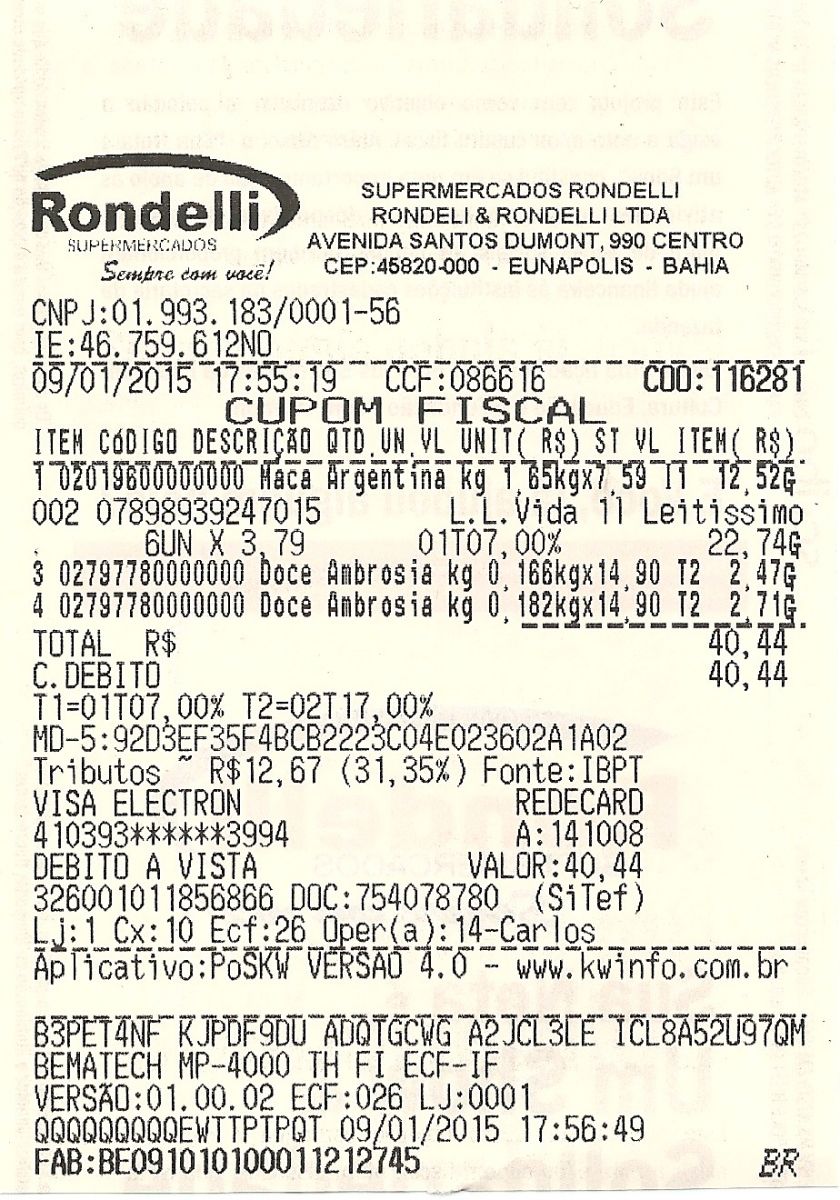 Rondelli
SUPERMERCADOS
Sempre com você!
SUPERMERCADOS RONDELLI
RONDELI & RONDELLI LTDA
AVENIDA SANTOS DUMONT, 990 CENTRO
CEP:45820-000 - EUNAPOLIS - BAHIA
CNPJ:01.993.183/0001-56
IE:46.759.612NO
09/01/2015 17:55:19 CCF:086616 COO:116281
CUPOM FISCAL
ITEM CóDIGO DESCRIÇÃO QTD.UN.VL UNIT( R$) ST VL ITEM( R$)
1 02019600000000 Maca Argentina kg 1,65kgx7,59 T1 12,52G
002 07898939247015 L.L.Vida 1l Leitissimo
. 6UN X 3,79 01T07,00% 22,74G
3 02797780000000 Doce Ambrosia kg 0,166kgx14,90 T2 2,47G
4 02797780000000 Doce Ambrosia kg 0,182kgx14,90 T2 2,71G
TOTAL R$ 40,44
C.DEBITO 40,44
T1=01T07,00% T2=02T17,00%
MD-5:92D3EF35F4BCB2223C04E023602A1A02
Tributos ~ R$12,67 (31,35%) Fonte:IBPT
VISA ELECTRON REDECARD
410393******3994 A:141008
DEBITO A VISTA VALOR:40,44
326001011856866 DOC:754078780 (SiTef)
Lj:1 Cx:10 Ecf:26 Oper(a):14-Carlos
Aplicativo:PoSKW VERSAO 4.0 - www.kwinfo.com.br
B3PET4NF KJPDF9DU ADQTGCWG A2JCL3LE ICL8A52U97QM
BEMATECH MP-4000 TH FI ECF-IF
VERSÃO:01.00.02 ECF:026 LJ:0001
QQQQQQQQQEWTTPTPQT 09/01/2015 17:56:49
FAB:BE091010100011212745 BR